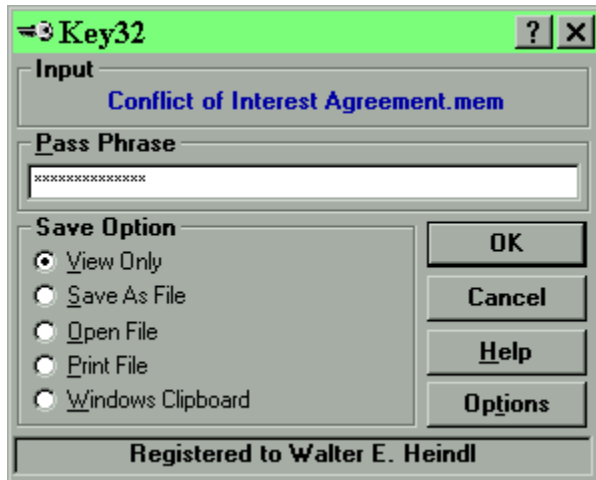 Key32
? X
Input
Conflict of Interest Agreement.mem
Pass Phrase
xxxxxxxxxxxxxx
Save Option
View Only
Save As File
Open File
Print File
Windows Clipboard
OK
Cancel
Help
Options
Registered to Walter E. Heindl